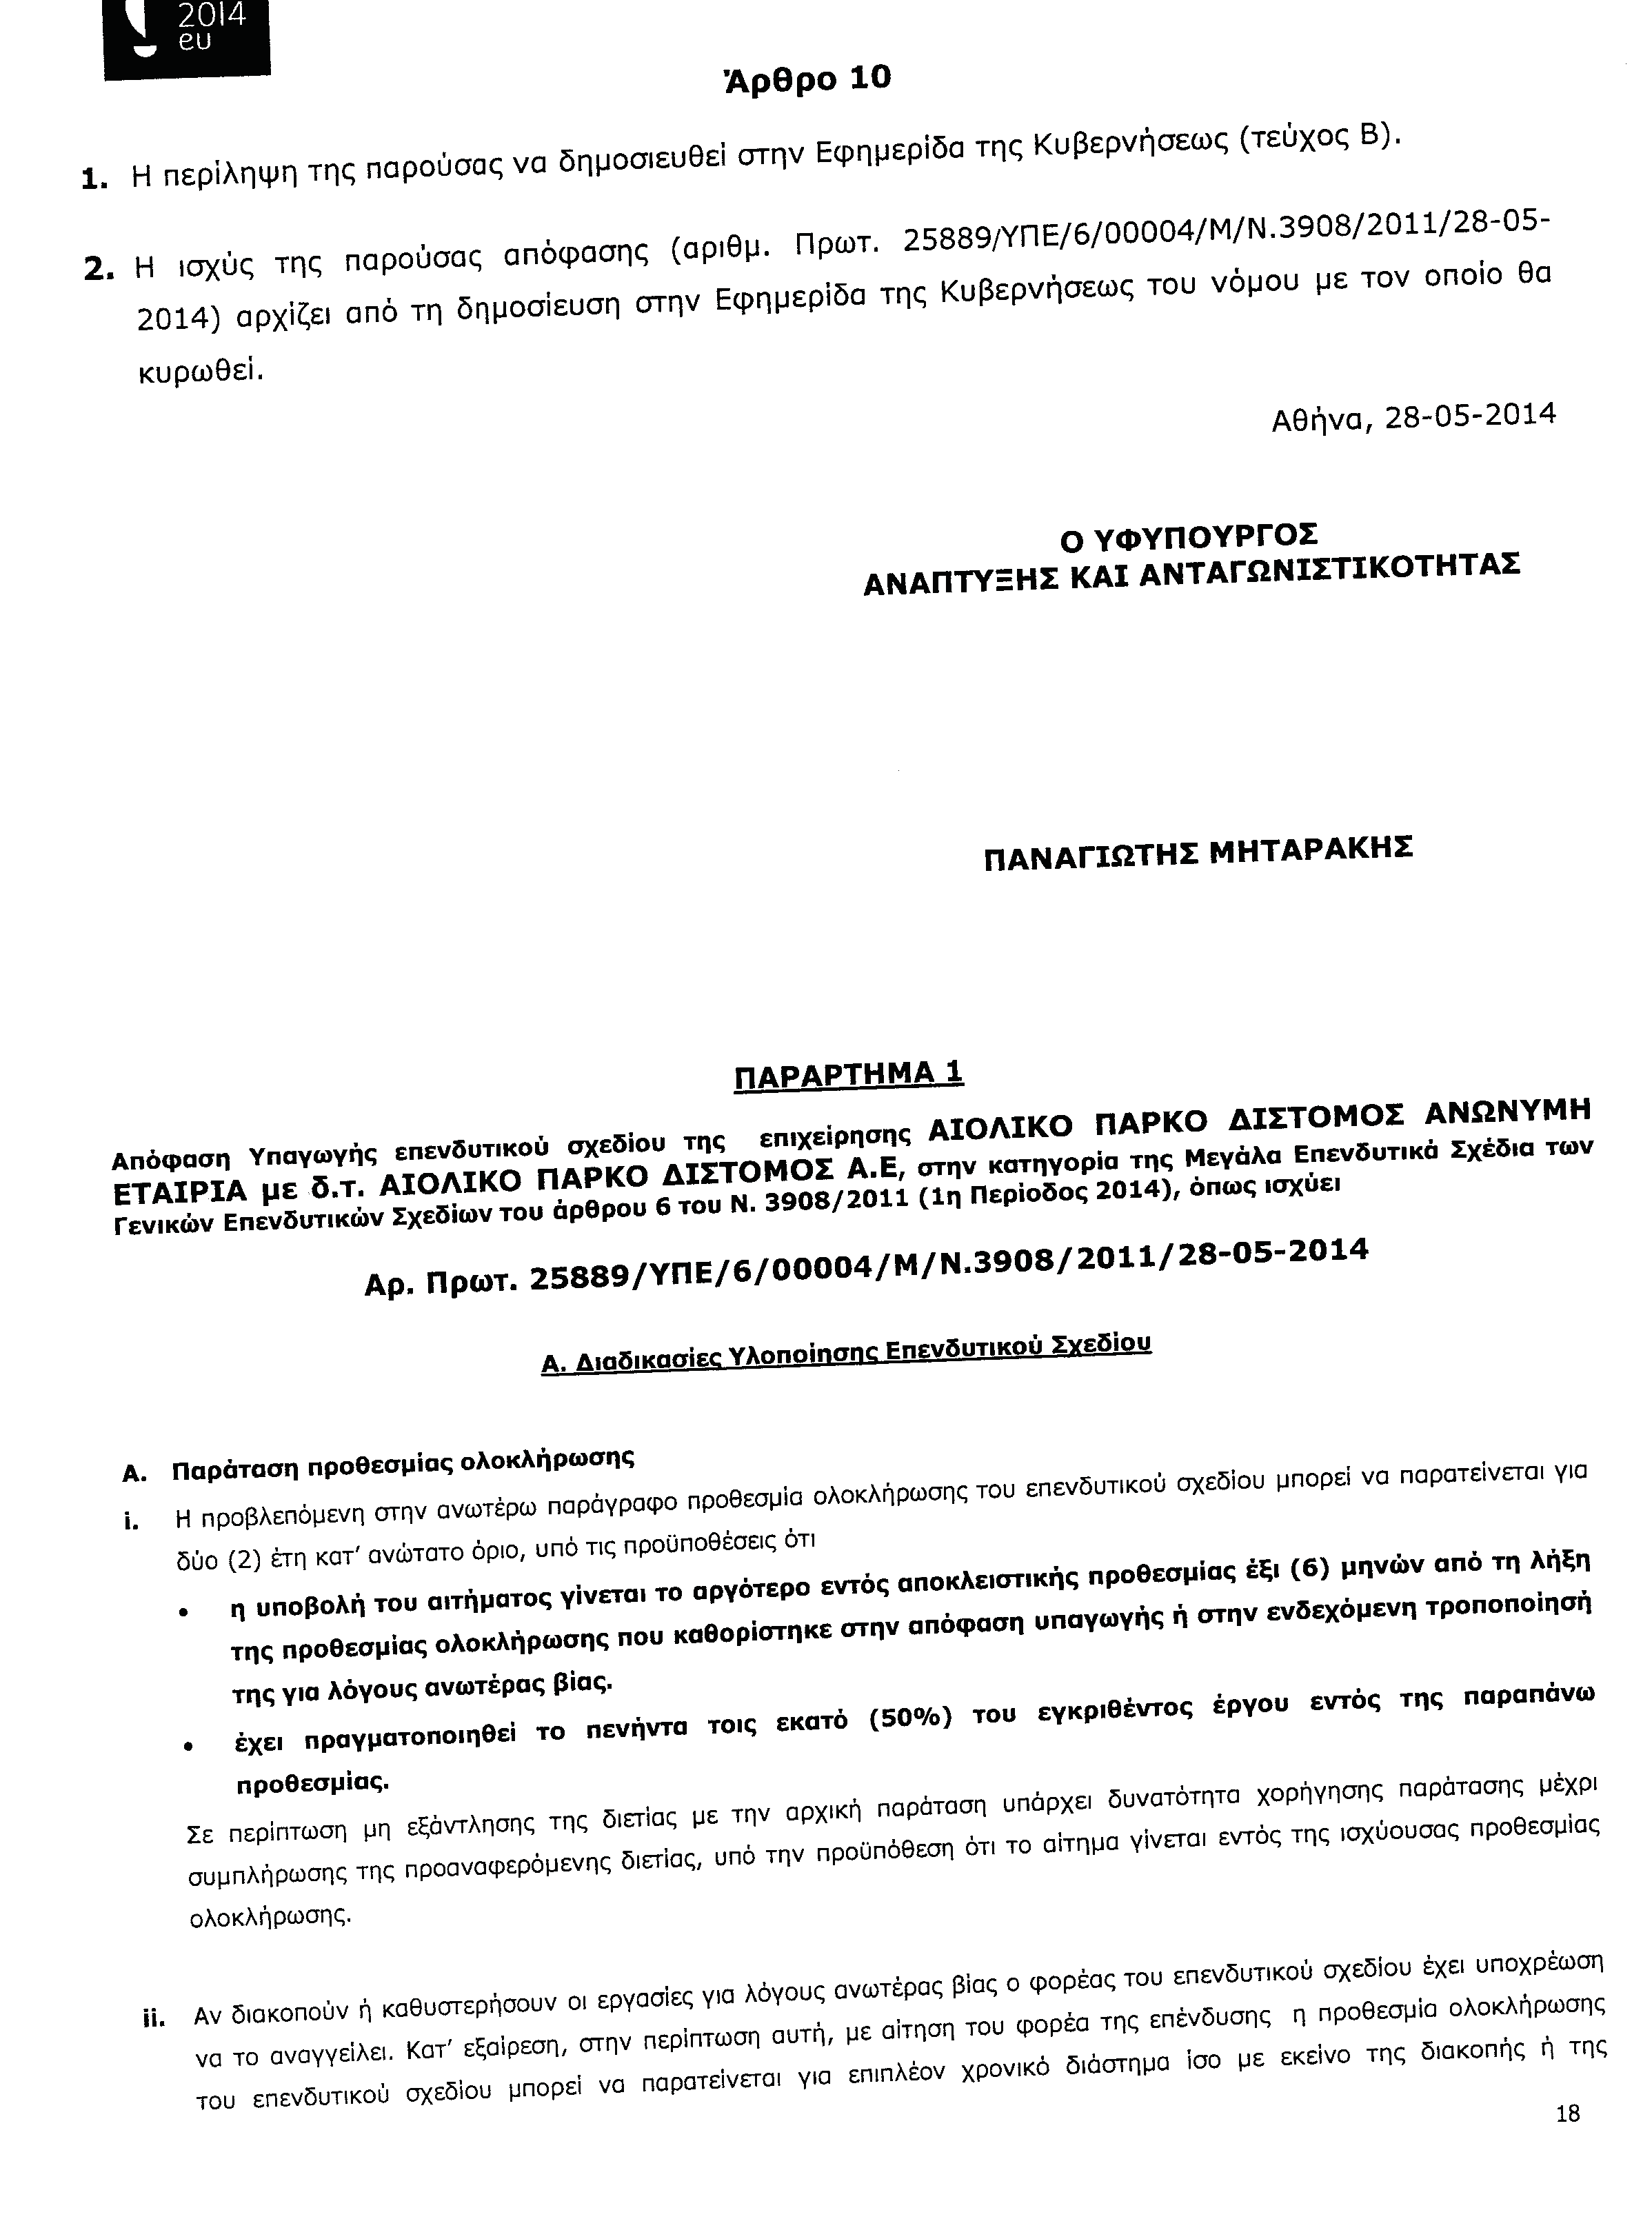 2014
eu
Άρθρο 10
1. Η περίληψη της παρούσας να δημοσιευθεί στην Εφημερίδα της Κυβερνήσεως (τεύχος Β).
2. Η ισχύς της παρούσας απόφασης (αριθμ. Πρωτ. 25889/ΥΠΕ/6/00004/Μ/Ν.3908/2011/28-05-
2014) αρχίζει από τη δημοσίευση στην Εφημερίδα της Κυβερνήσεως του νόμου με τον οποίο θα
κυρωθεί.
Αθήνα, 28-05-2014
Ο ΥΦΥΠΟΥΡΓΟΣ
ΑΝΑΠΤΥΞΗΣ ΚΑΙ ΑΝΤΑΓΩΝΙΣΤΙΚΟΤΗΤΑΣ
ΠΑΝΑΓΙΩΤΗΣ ΜΗΤΑΡΑΚΗΣ
ΠΑΡΑΡΤΗΜΑ 1
Απόφαση Υπαγωγής επενδυτικού σχεδίου της επιχείρησης ΑΙΟΛΙΚΟ ΠΑΡΚΟ ΔΙΣΤΟΜΟΣ ΑΝΩΝΥΜΗ
ΕΤΑΙΡΙΑ με δ.τ. ΑΙΟΛΙΚΟ ΠΑΡΚΟ ΔΙΣΤΟΜΟΣ Α.Ε, στην κατηγορία της Μεγάλα Επενδυτικά Σχέδια των
Γενικών Επενδυτικών Σχεδίων του άρθρου 6 του Ν. 3908/2011 (1η Περίοδος 2014), όπως ισχύει
Αρ. Πρωτ. 25889/ΥΠΕ/6/00004/Μ/Ν.3908/2011/28-05-2014
Α. Διαδικασίες Υλοποίησης Επενδυτικού Σχεδίου
Α. Παράταση προθεσμίας ολοκλήρωσης
i. Η προβλεπόμενη στην ανωτέρω παράγραφο προθεσμία ολοκλήρωσης του επενδυτικού σχεδίου μπορεί να παρατείνεται για
δύο (2) έτη κατ' ανώτατο όριο, υπό τις προϋποθέσεις ότι
• η υποβολή του αιτήματος γίνεται το αργότερο εντός αποκλειστικής προθεσμίας έξι (6) μηνών από τη λήξη
της προθεσμίας ολοκλήρωσης που καθορίστηκε στην απόφαση υπαγωγής ή στην ενδεχόμενη τροποποίησή
της για λόγους ανωτέρας βίας.
• έχει πραγματοποιηθεί το πενήντα τοις εκατό (50%) του εγκριθέντος έργου εντός της παραπάνω
προθεσμίας.
Σε περίπτωση μη εξάντλησης της διετίας με την αρχική παράταση υπάρχει δυνατότητα χορήγησης παράτασης μέχρι
συμπλήρωσης της προαναφερόμενης διετίας, υπό την προϋπόθεση ότι το αίτημα γίνεται εντός της ισχύουσας προθεσμίας
ολοκλήρωσης.
ii. Αν διακοπούν ή καθυστερήσουν οι εργασίες για λόγους ανωτέρας βίας ο φορέας του επενδυτικού σχεδίου έχει υποχρέωση
να το αναγγείλει. Κατ' εξαίρεση, στην περίπτωση αυτή, με αίτηση του φορέα της επένδυσης η προθεσμία ολοκλήρωσης
του επενδυτικού σχεδίου μπορεί να παρατείνεται για επιπλέον χρονικό διάστημα ίσο με εκείνο της διακοπής ή της
18